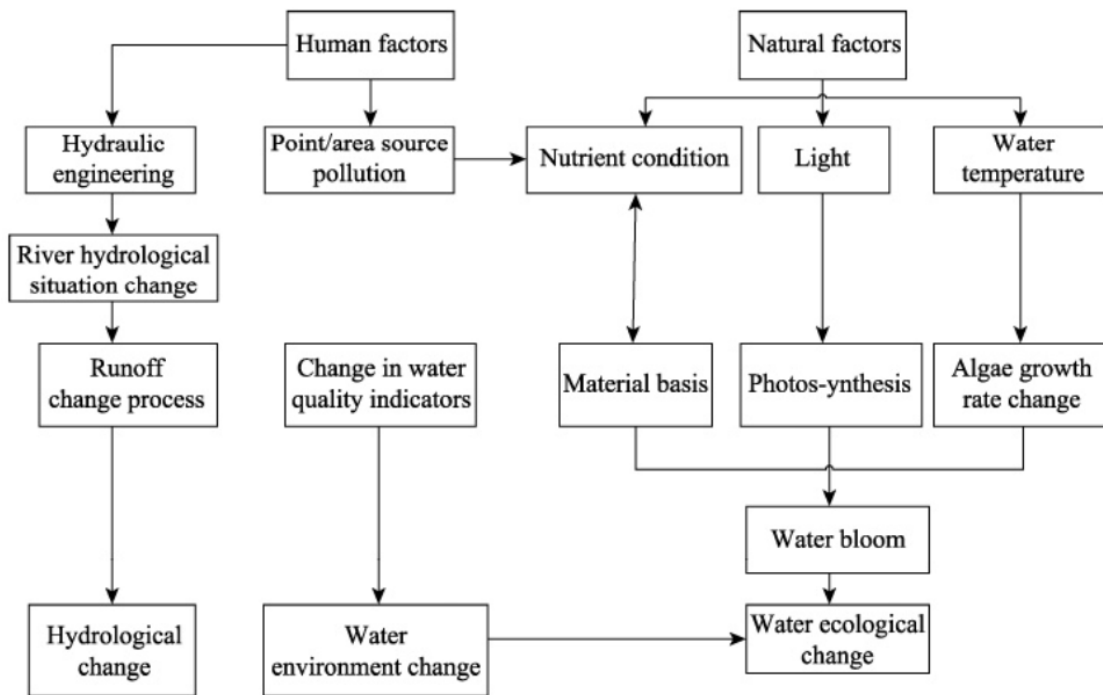 Human factors
Natural factors
Hydraulic
engineering
Point/area source
pollution
Nutrient condition
Light
Water
temperature
River hydrological
situation change
Runoff
change process
Change in water
quality indicators
Material basis
Photos-ynthesis
Algae growth
rate change
Water bloom
Hydrological
change
Water
environment change
Water ecological
change